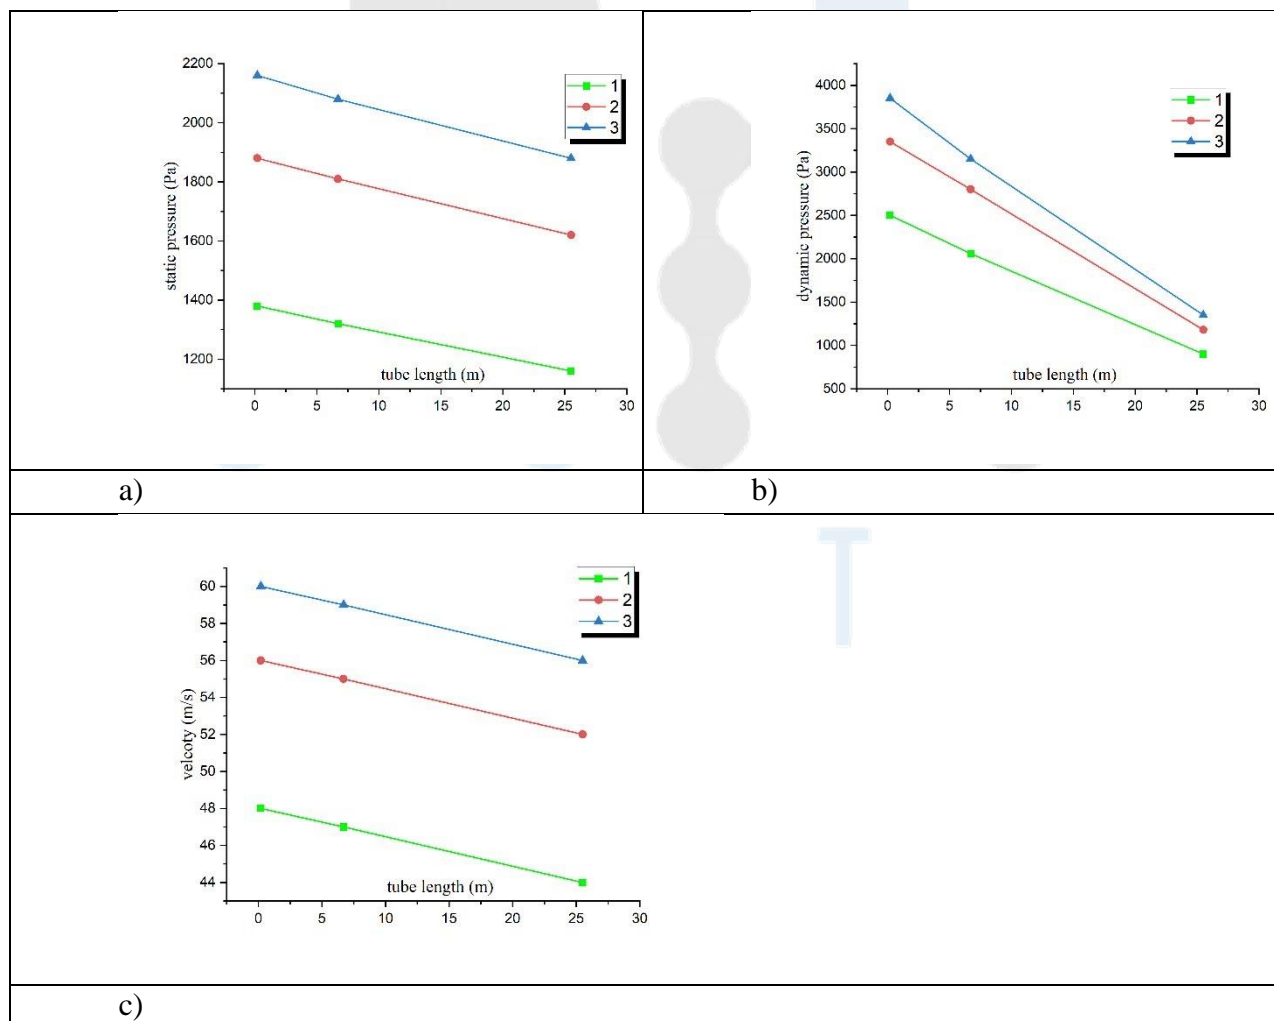 2200
2000
1800
1600
1400
1200
static pressure (Pa)
1
2
3
tube length (m)
0 5 10 15 20 25 30
4000
3500
3000
2500
2000
1500
1000
500
dynamic pressure (Pa)
1
2
3
tube length (m)
0 5 10 15 20 25 30
a)
b)
60
58
56
54
52
50
48
46
44
velcoty (m/s)
1
2
3
tube length (m)
0 5 10 15 20 25 30
T
c)